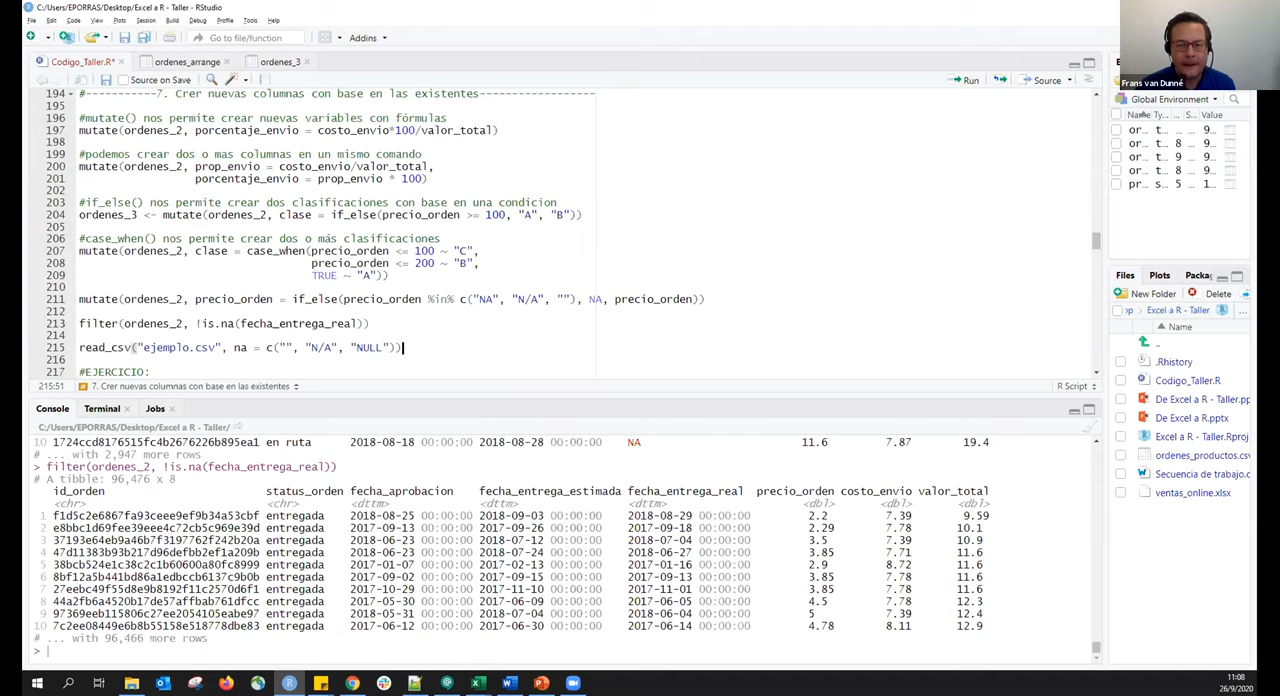 C:/Users/EPORRAS/Desktop/Excel a R - Taller - RStudio
File Edit Code View Plots Session Build Debug Profile Tools Help
Go to file/function Addins
Codigo_Taller.R* ordenes_arrange ordenes_3
Source on Save Run Source
194 #-----------7. Crer nuevas columnas con base en las existentes-----------------
195
196 #mutate() nos permite crear nuevas variables con fórmulas
197 mutate(ordenes_2, porcentaje_envio = costo_envio*100/valor_total)
198
199 #podemos crear dos o mas columnas en un mismo comando
200 mutate(ordenes_2, prop_envio = costo_envio/valor_total,
201 porcentaje_envio = prop_envio * 100)
202
203 #if_else() nos permite crear dos clasificaciones con base en una condicion
204 ordenes_3 <- mutate(ordenes_2, clase = if_else(precio_orden >= 100, "A", "B"))
205
206 #case_when() nos permite crear dos o más clasificaciones
207 mutate(ordenes_2, clase = case_when(precio_orden <= 100 ~ "C",
208 precio_orden <= 200 ~ "B",
209 TRUE ~ "A"))
210
211 mutate(ordenes_2, precio_orden = if_else(precio_orden %in% c("NA", "N/A", ""), NA, precio_orden))
212
213 filter(ordenes_2, !is.na(fecha_entrega_real))
214
215 read_csv("ejemplo.csv", na = c("", "N/A", "NULL"))
216
217 #EJERCICIO:
215:51 7. Crer nuevas columnas con base en las existentes R Script
Console Terminal Jobs
C:/Users/EPORRAS/Desktop/Excel a R - Taller/
10 1724ccd8176515fc4b2676226b895ea1 en ruta 2018-08-18 00:00:00 2018-08-28 00:00:00 NA 11.6 7.87 19.4
# ... with 2,947 more rows
> filter(ordenes_2, !is.na(fecha_entrega_real))
# A tibble: 96,476 x 8
id_orden status_orden fecha_aprobacion fecha_entrega_estimada fecha_entrega_real precio_orden costo_envio valor_total
<chr> <chr> <dttm> <dttm> <dttm> <dbl> <dbl> <dbl>
1 f1d5c2e6867fa93ceee9ef9b34a53cbf entregada 2018-08-25 00:00:00 2018-09-03 00:00:00 2018-08-29 00:00:00 2.2 7.39 9.59
2 e8bbc1d69fee39eee4c72cb5c969e39d entregada 2017-09-13 00:00:00 2017-09-26 00:00:00 2017-09-18 00:00:00 2.29 7.78 10.1
3 37193e64eb9a46b7f3197762f242b20a entregada 2018-06-23 00:00:00 2018-07-12 00:00:00 2018-07-04 00:00:00 3.5 7.39 10.9
4 47d11383b93b217d96defbb2ef1a209b entregada 2018-06-23 00:00:00 2018-07-24 00:00:00 2018-06-27 00:00:00 3.85 7.71 11.6
5 38bcb524e1c38c2c1b60600a80fc8999 entregada 2017-01-07 00:00:00 2017-02-13 00:00:00 2017-01-16 00:00:00 2.9 8.72 11.6
6 8bf12a5b441bd86a1edbccb6137c9b0b entregada 2017-09-02 00:00:00 2017-09-15 00:00:00 2017-09-13 00:00:00 3.85 7.78 11.6
7 27eebc49f55d8e9b8192f11c2570d6f1 entregada 2017-10-29 00:00:00 2017-11-10 00:00:00 2017-11-01 00:00:00 3.85 7.78 11.6
8 44a2fb6a4520b17de57affbab761dfcc entregada 2017-05-30 00:00:00 2017-06-09 00:00:00 2017-06-05 00:00:00 4.5 7.78 12.3
9 97369eeb115806c27ee2054105eabe97 entregada 2018-05-31 00:00:00 2018-07-04 00:00:00 2018-06-04 00:00:00 5 7.39 12.4
10 7c2ee08449e6b8b55158e518778dbe83 entregada 2017-06-12 00:00:00 2017-06-30 00:00:00 2017-06-14 00:00:00 4.78 8.11 12.9
# ... with 96,466 more rows
>
Frans van Dunné
Global Environment
Name Ty... ... S... Value
or... t... ... 9...
or... t... 8 9...
or... t... 9 9...
or... t... 8 9...
pr... s... 5 1...
Files Plots Packa
New Folder Delete
Excel a R - Taller
Name
..
.Rhistory
Codigo_Taller.R
De Excel a R - Taller.pp
De Excel a R.pptx
Excel a R - Taller.Rproj
ordenes_productos.csv
Secuencia de trabajo.c
ventas_online.xlsx
11:08
26/9/2020